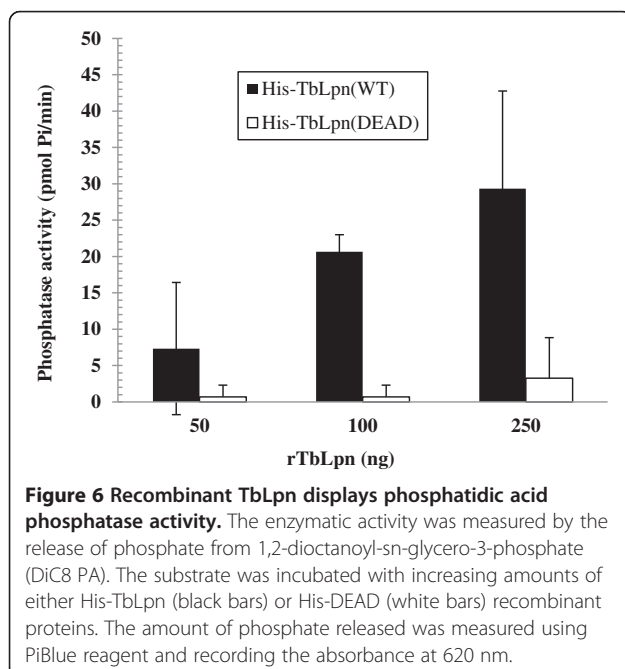 50
45
40
35
30
25
20
15
10
5
0
Phosphatase activity (pmol Pi/min)
His-TbLpn(WT)
His-TbLpn(DEAD)
50 100 250
rTbLpn (ng)
Figure 6 Recombinant TbLpn displays phosphatidic acid
phosphatase activity. The enzymatic activity was measured by the
release of phosphate from 1,2-dioctanoyl-sn-glycero-3-phosphate
(DiC8 PA). The substrate was incubated with increasing amounts of
either His-TbLpn (black bars) or His-DEAD (white bars) recombinant
proteins. The amount of phosphate released was measured using
PiBlue reagent and recording the absorbance at 620 nm.